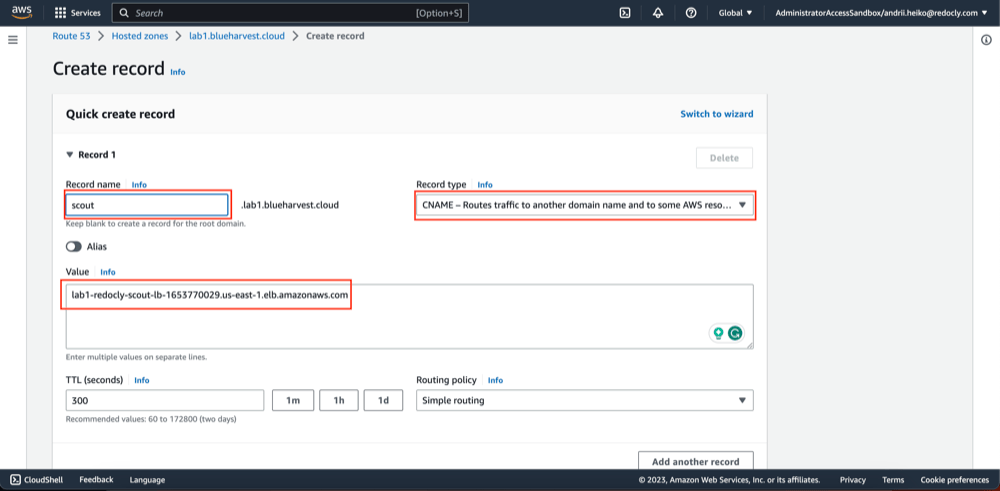 aws
Services
Search
[Option+S]
Global
AdministratorAccessSandbox/andrii.heiko@redocly.com
Route 53 > Hosted zones > lab1.blueharvest.cloud > Create record
Create record Info
Quick create record
Switch to wizard
Record 1
Delete
Record name Info
scout
.lab1.blueharvest.cloud
Keep blank to create a record for the root domain.
Record type Info
CNAME – Routes traffic to another domain name and to some AWS reso...
Alias
Value Info
lab1-redocly-scout-lb-1653770029.us-east-1.elb.amazonaws.com
Enter multiple values on separate lines.
TTL (seconds) Info
300
1m
1h
1d
Recommended values: 60 to 172800 (two days)
Routing policy Info
Simple routing
Add another record
CloudShell
Feedback
Language
© 2023, Amazon Web Services, Inc. or its affiliates.
Privacy
Terms
Cookie preferences